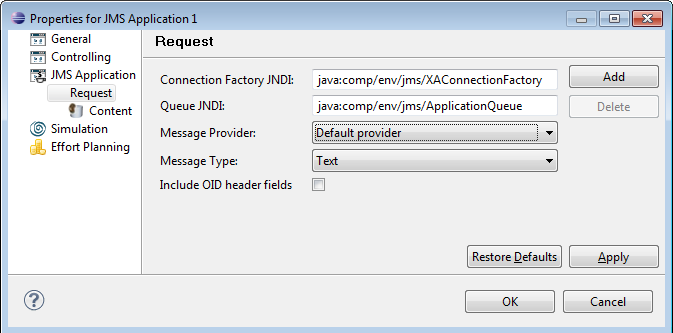 Properties for JMS Application 1
General
Controlling
JMS Application
Request
Content
Simulation
Effort Planning
Request
Connection Factory JNDI: java:comp/env/jms/XAConnectionFactory Add
Queue JNDI: java:comp/env/jms/ApplicationQueue Delete
Message Provider: Default provider
Message Type: Text
Include OID header fields
Restore Defaults Apply
? OK Cancel